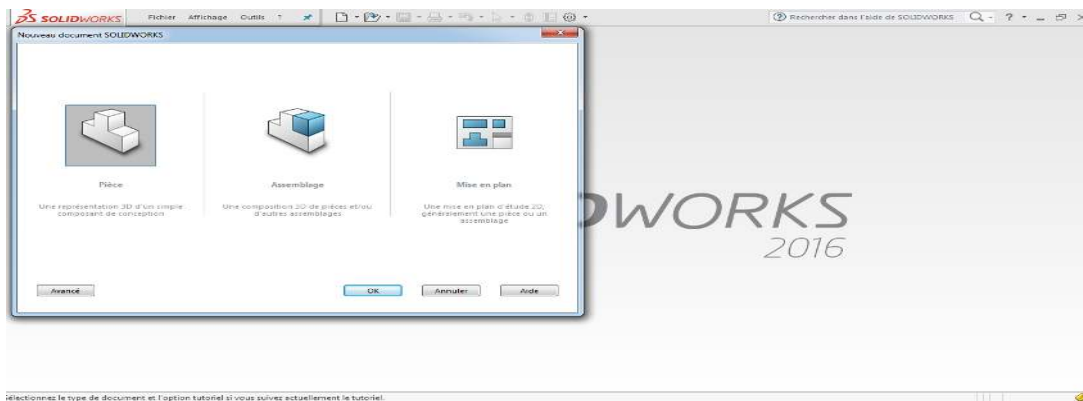 SOLIDWORKS Fichier Affichage Outils ? Rechercher dans l'aide de SOLIDWORKS ?
Nouveau document SOLIDWORKS
Pièce Assemblage Mise en plan
Une représentation 3D d'un simple composant de conception
Une composition 3D de pièces et/ou d'autres assemblages
Une mise en plan d'étude 2D, généralement une pièce ou un assemblage
DWORKS
2016
Avancé OK Annuler Aide
Sélectionnez le type de document et l'option tutoriel si vous suivez actuellement le tutoriel.